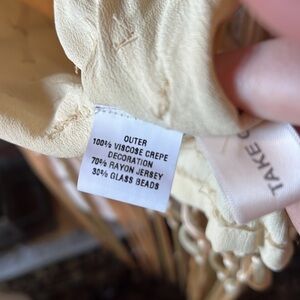 OUTER
100% VISCOSE CREPE
DECORATION
70% RAYON JERSEY
30% GLASS BEADS
TAKE